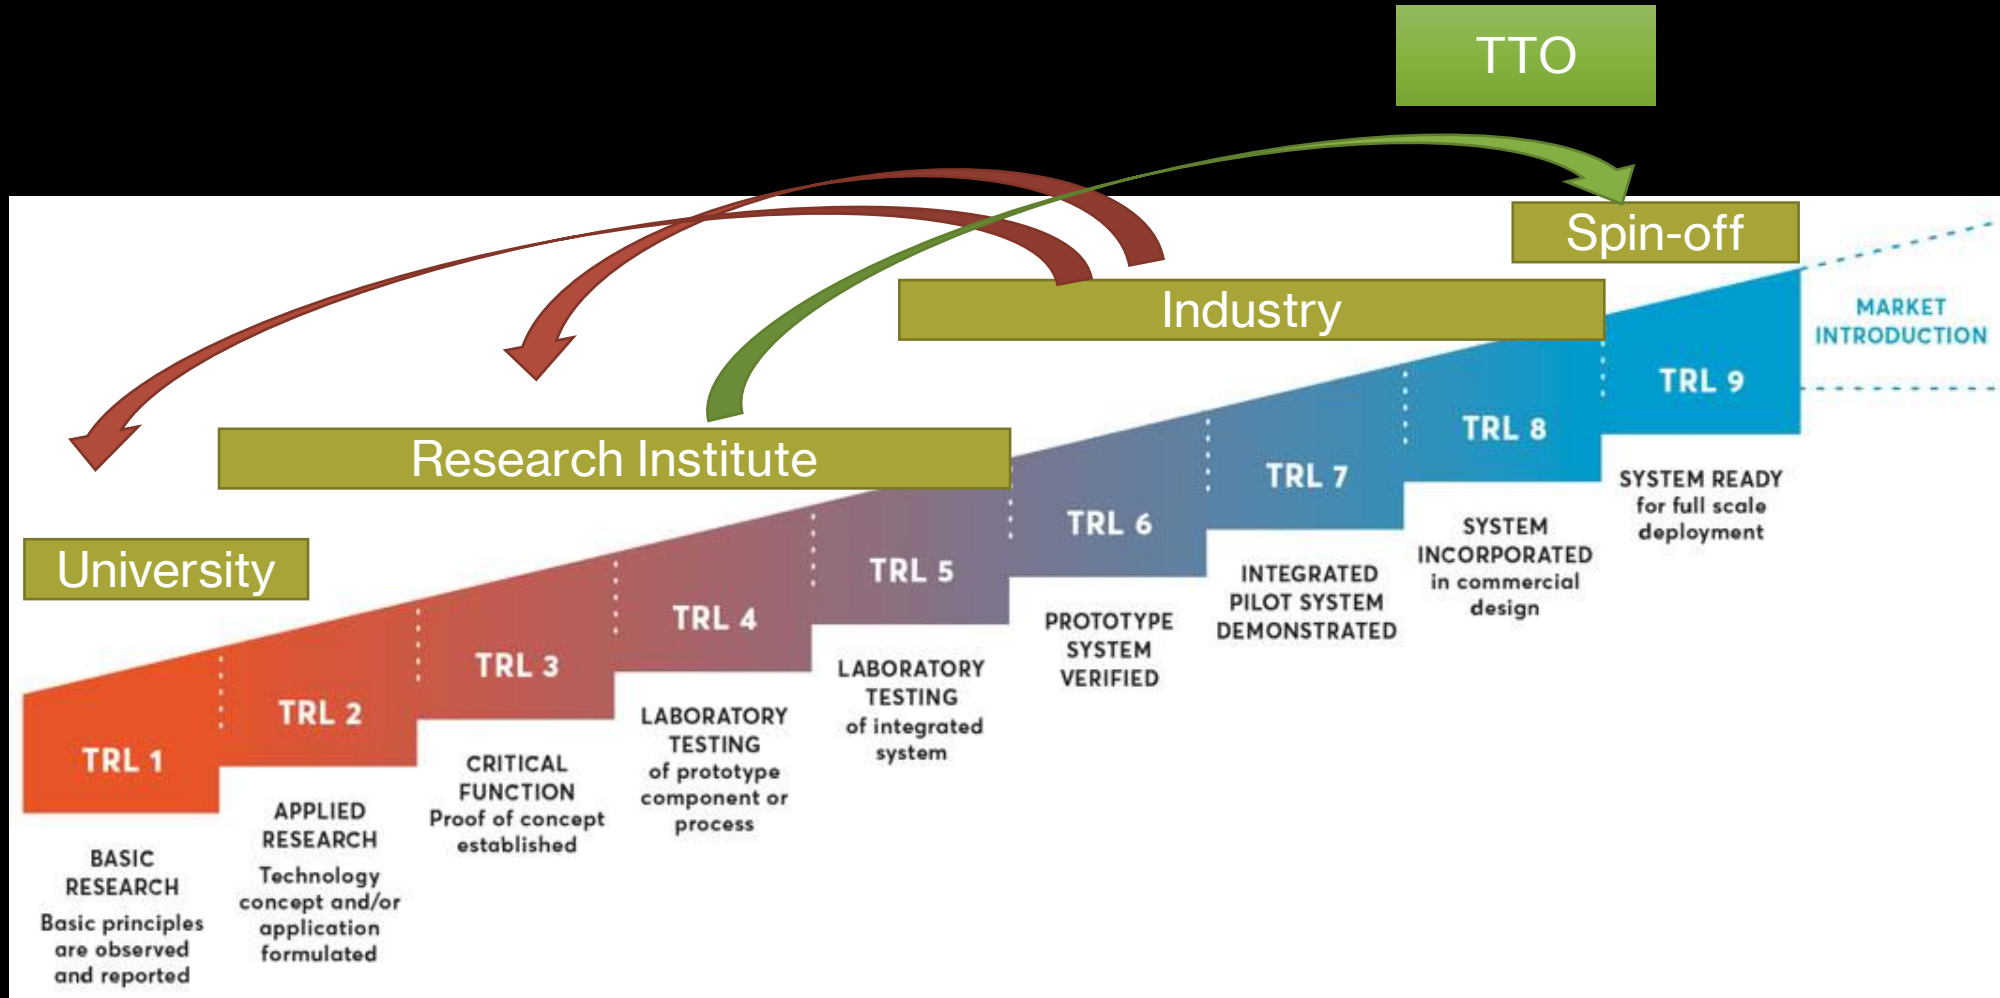 TTO
Spin-off
Industry
MARKET
INTRODUCTION
Research Institute
University
TRL 1
BASIC
RESEARCH
Basic principles
are observed
and reported
TRL 2
APPLIED
RESEARCH
Technology
concept and/or
application
formulated
TRL 3
CRITICAL
FUNCTION
Proof of concept
established
TRL 4
LABORATORY
TESTING
of prototype
component or
process
TRL 5
LABORATORY
TESTING
of integrated
system
TRL 6
PROTOTYPE
SYSTEM
VERIFIED
TRL 7
INTEGRATED
PILOT SYSTEM
DEMONSTRATED
TRL 8
SYSTEM
INCORPORATED
in commercial
design
TRL 9
SYSTEM READY
for full scale
deployment